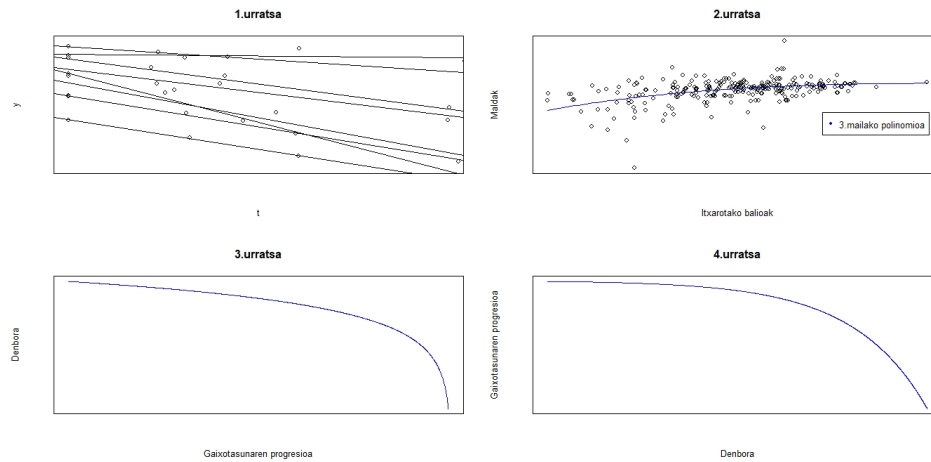 1.urratsa
y
t
2.urratsa
Maldak
3.mailako polinomioa
Itxarotako balioak
3.urratsa
Denbora
Gaixotasunaren progresioa
4.urratsa
Gaixotasunaren progresioa
Denbora